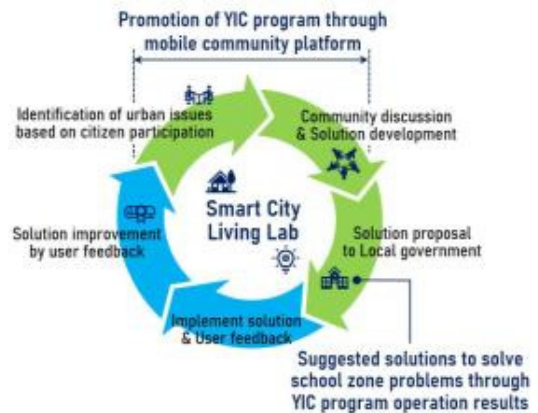 Promotion of YIC program through
mobile community platform
Identification of urban issues
based on citizen participation
Community discussion
& Solution development
Smart City
Living Lab
Solution improvement
by user feedback
Solution proposal
to Local government
Implement solution
& User feedback
Suggested solutions to solve
school zone problems through
YIC program operation results